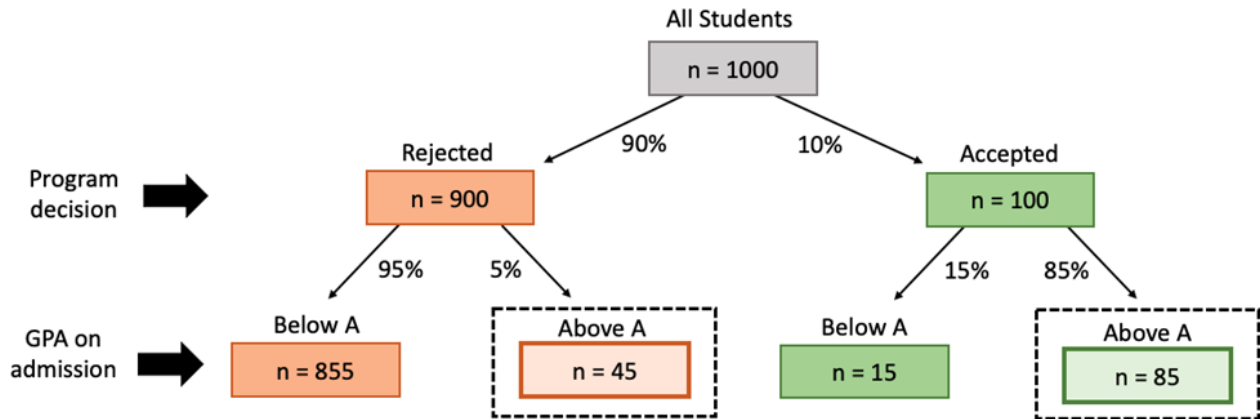 All Students
n = 1000
90%
10%
Rejected
Accepted
Program
decision
n = 900
n = 100
95%
5%
15%
85%
GPA on
admission
Below A
Above A
Below A
Above A
n = 855
n = 45
n = 15
n = 85